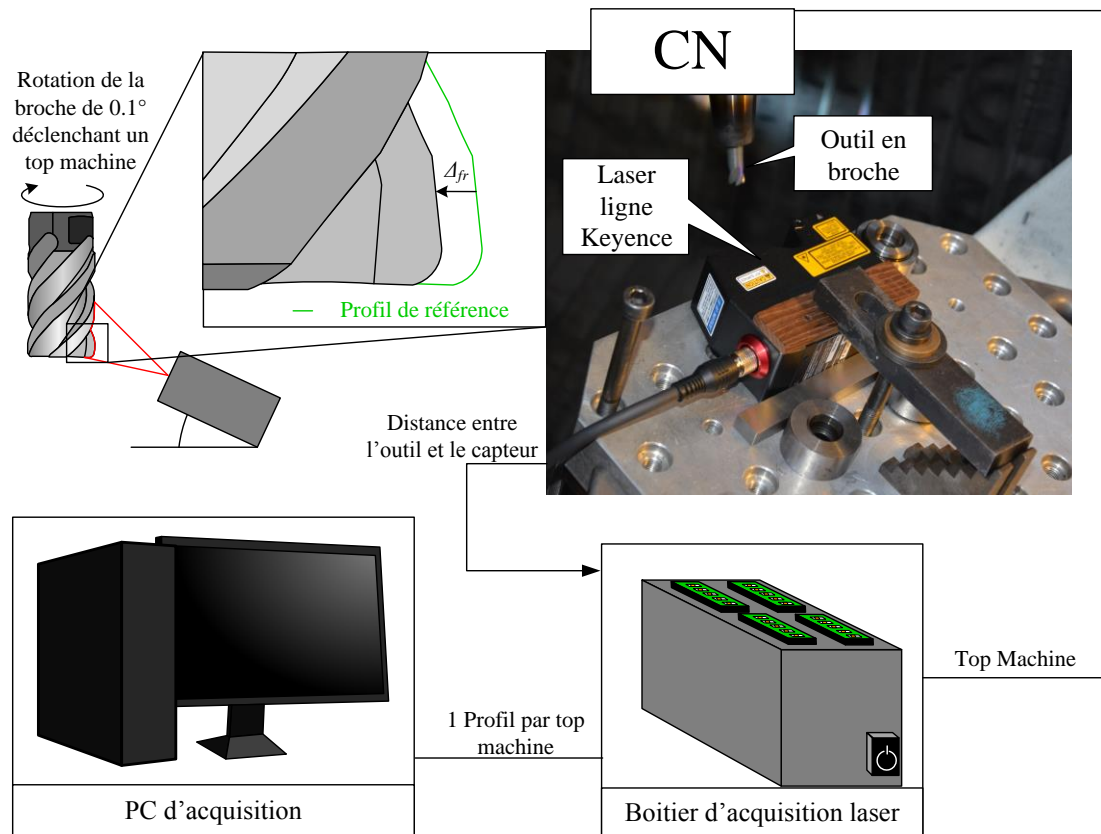 CN
Rotation de la
broche de 0.1°
déclenchant un
top machine
Δfr
Profil de référence
Outil en
broche
Laser
ligne
Keyence
Distance entre
l'outil et le capteur
1 Profil par top
machine
Top Machine
PC d'acquisition
Boitier d'acquisition laser